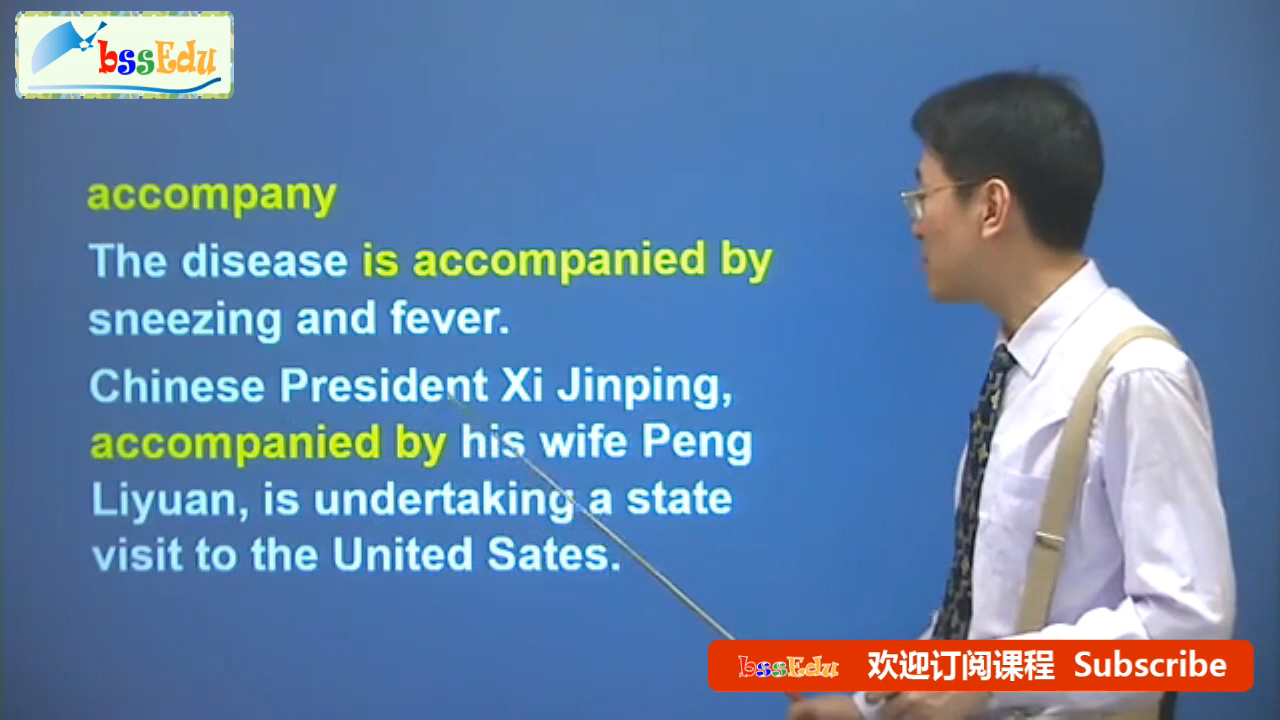 bssEdu
accompany
The disease is accompanied by
sneezing and fever.
Chinese President Xi Jinping,
accompanied by his wife Peng
Liyuan, is undertaking a state
visit to the United Sates.
bssEdu 欢迎订阅课程 Subscribe